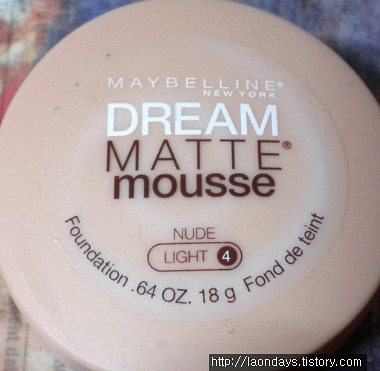 MAYBELLINE®
NEW YORK
DREAM
MATTE®
mousse
NUDE
LIGHT 4
Foundation .64 OZ. 18 g Fond de teint
http://laondays.tistory.com